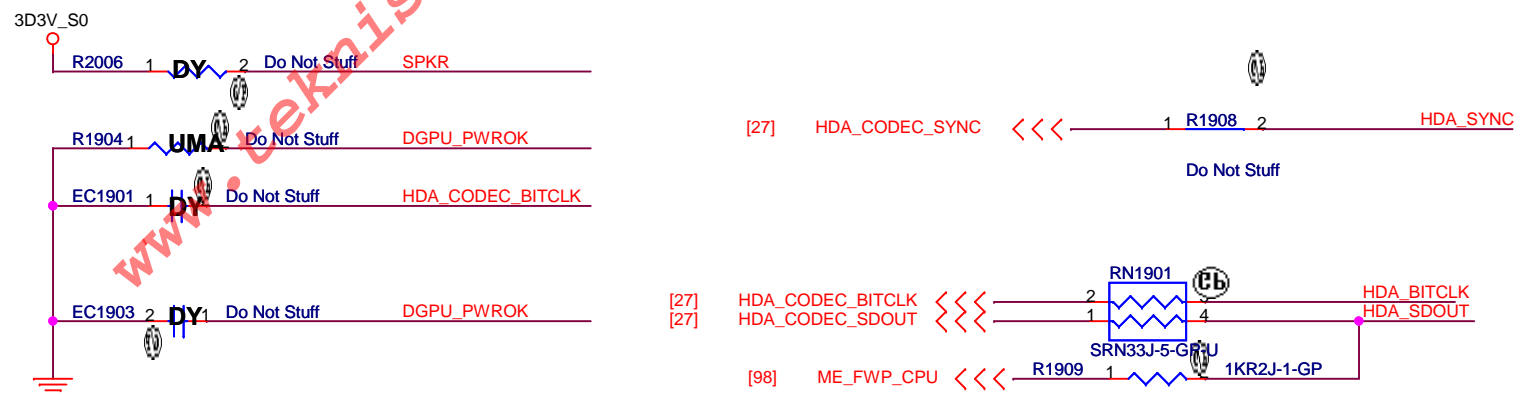 3D3V_S0
R2006 1 DY 2 Do Not Stuff SPKR
R1904 1 UMA Do Not Stuff DGPU_PWROK
EC1901 1 DY Do Not Stuff HDA_CODEC_BITCLK
EC1903 2 DY 1 Do Not Stuff DGPU_PWROK
www.teknis
[27] HDA_CODEC_SYNC 1 R1908 2 HDA_SYNC
Do Not Stuff
RN1901
[27] HDA_CODEC_BITCLK 2 3 HDA_BITCLK
[27] HDA_CODEC_SDOUT 1 4 HDA_SDOUT
SRN33J-5-GP-U
[98] ME_FWP_CPU R1909 1 2 1KR2J-1-GP